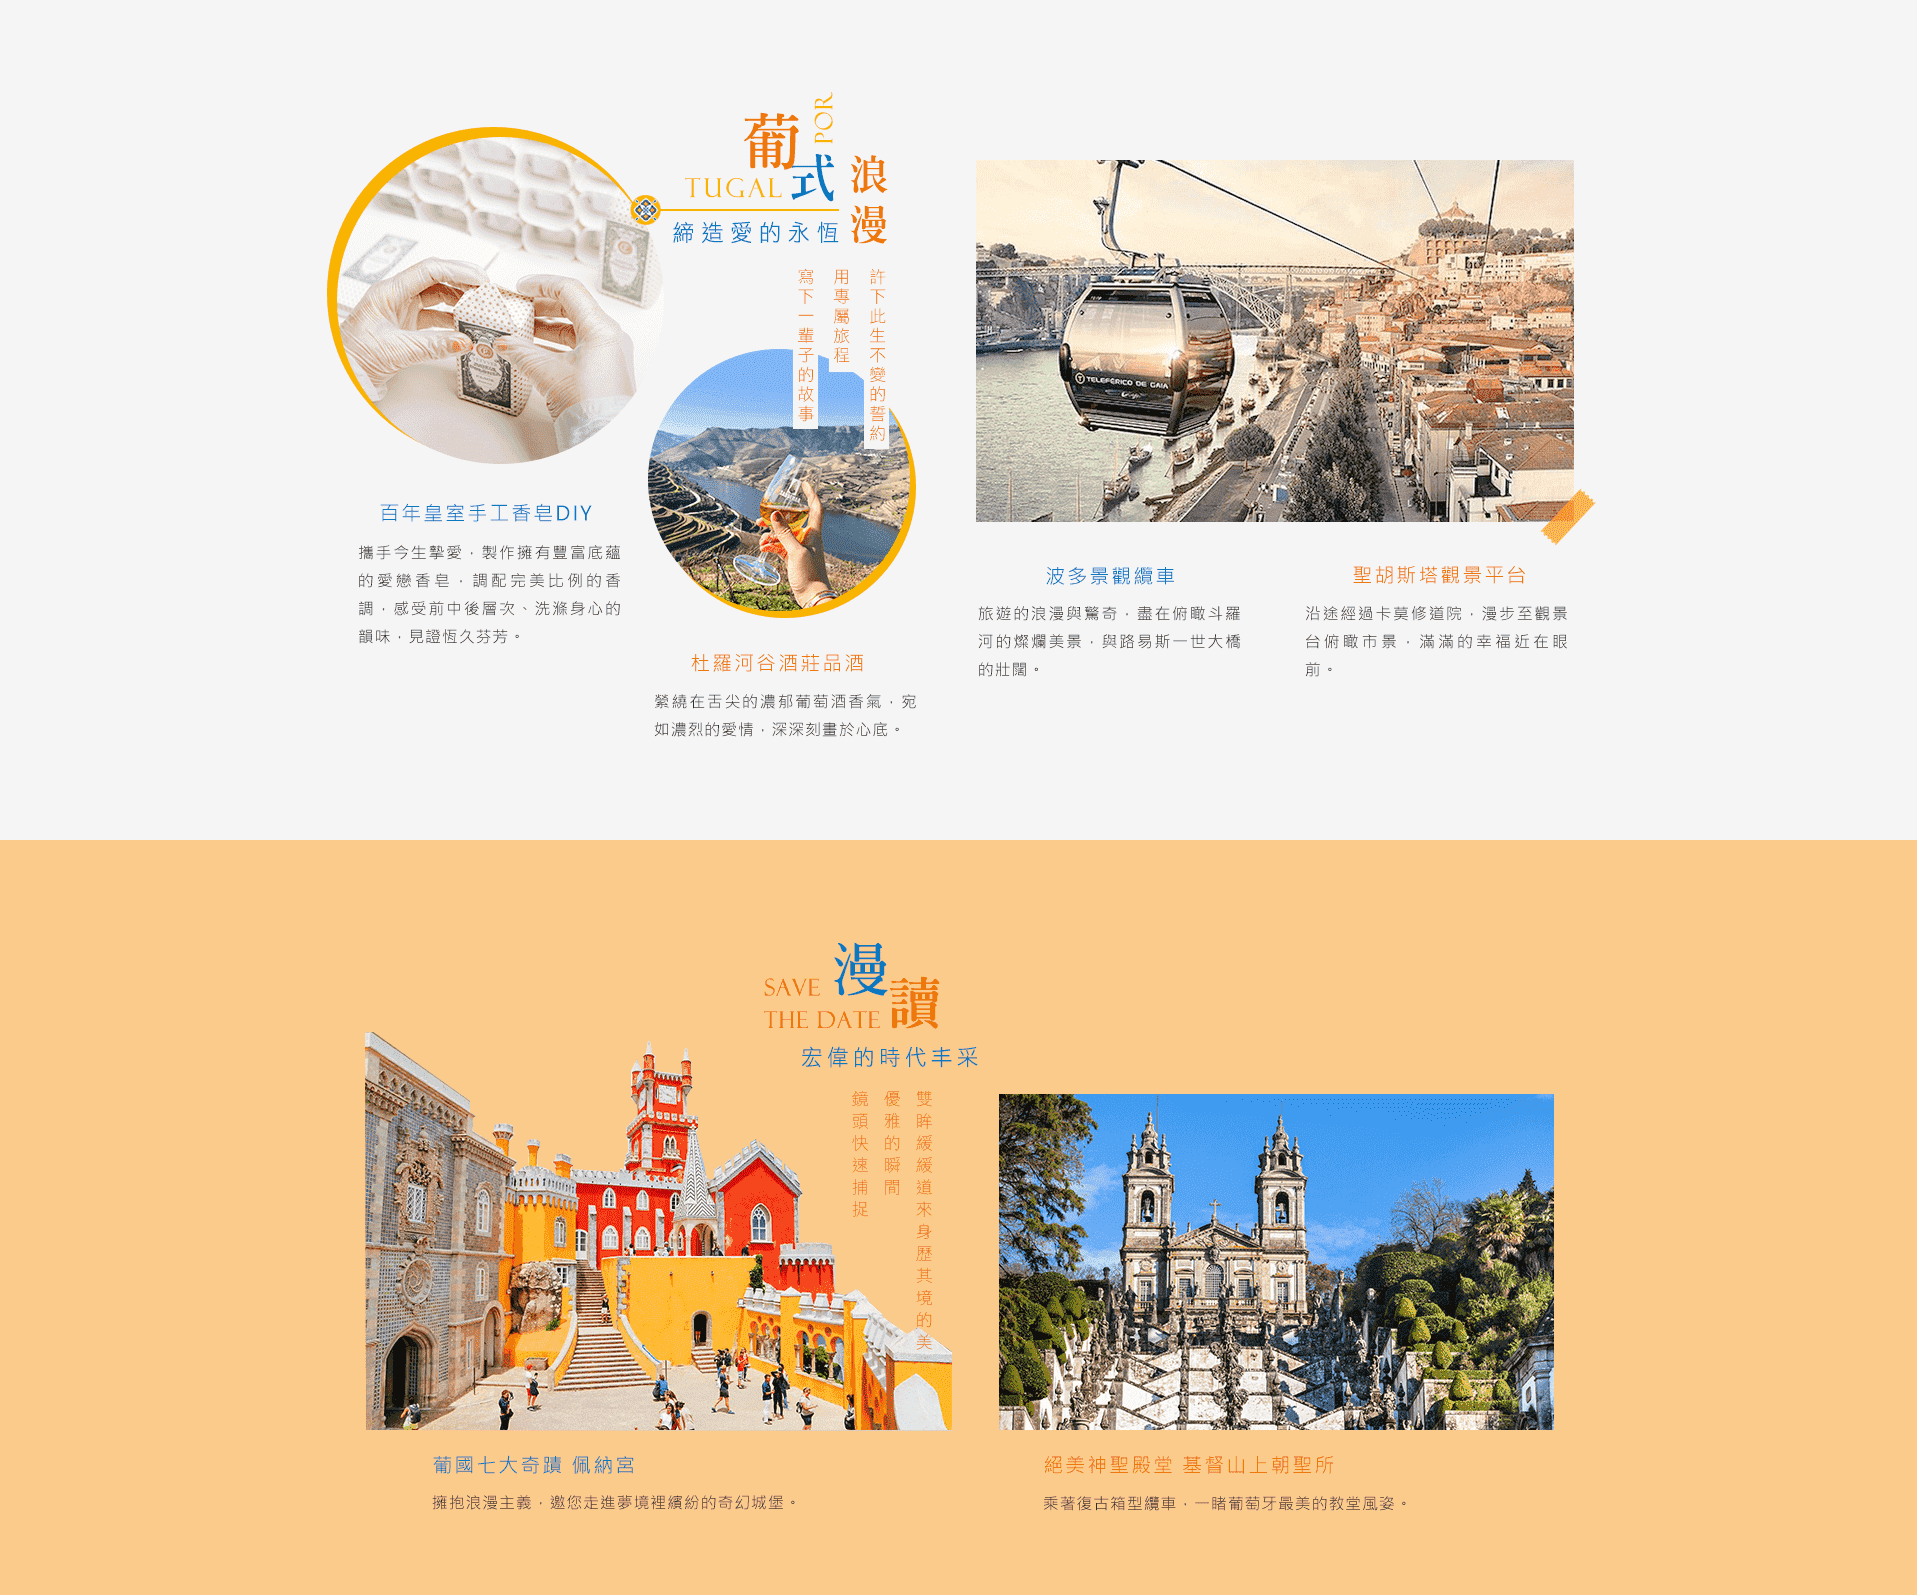 葡式浪漫
PORTUGAL
締造愛的永恆
許下此生不變的誓約
用專屬旅程
寫下一輩子的故事
TELEFÉRICO DE GAIA
百年皇室手工香皂DIY
攜手今生摯愛，製作擁有豐富底蘊
的愛戀香皂，調配完美比例的香
調，感受前中後層次、洗滌身心的
韻味，見證恆久芬芳。
杜羅河谷酒莊品酒
縈繞在舌尖的濃郁葡萄酒香氣，宛
如濃烈的愛情，深深刻畫於心底。
波多景觀纜車
旅遊的浪漫與驚奇，盡在俯瞰斗羅
河的燦爛美景，與路易斯一世大橋
的壯闊。
聖胡斯塔觀景平台
沿途經過卡莫修道院，漫步至觀景
台俯瞰市景，滿滿的幸福近在眼
前。
漫讀
SAVE
THE DATE
宏偉的時代丰采
雙眸緩緩道來身歷其境的美
優雅的瞬間
鏡頭快速捕捉
葡國七大奇蹟 佩納宮
擁抱浪漫主義，邀您走進夢境裡繽紛的奇幻城堡。
絕美神聖殿堂 基督山上朝聖所
乘著復古箱型纜車，一睹葡萄牙最美的教堂風姿。